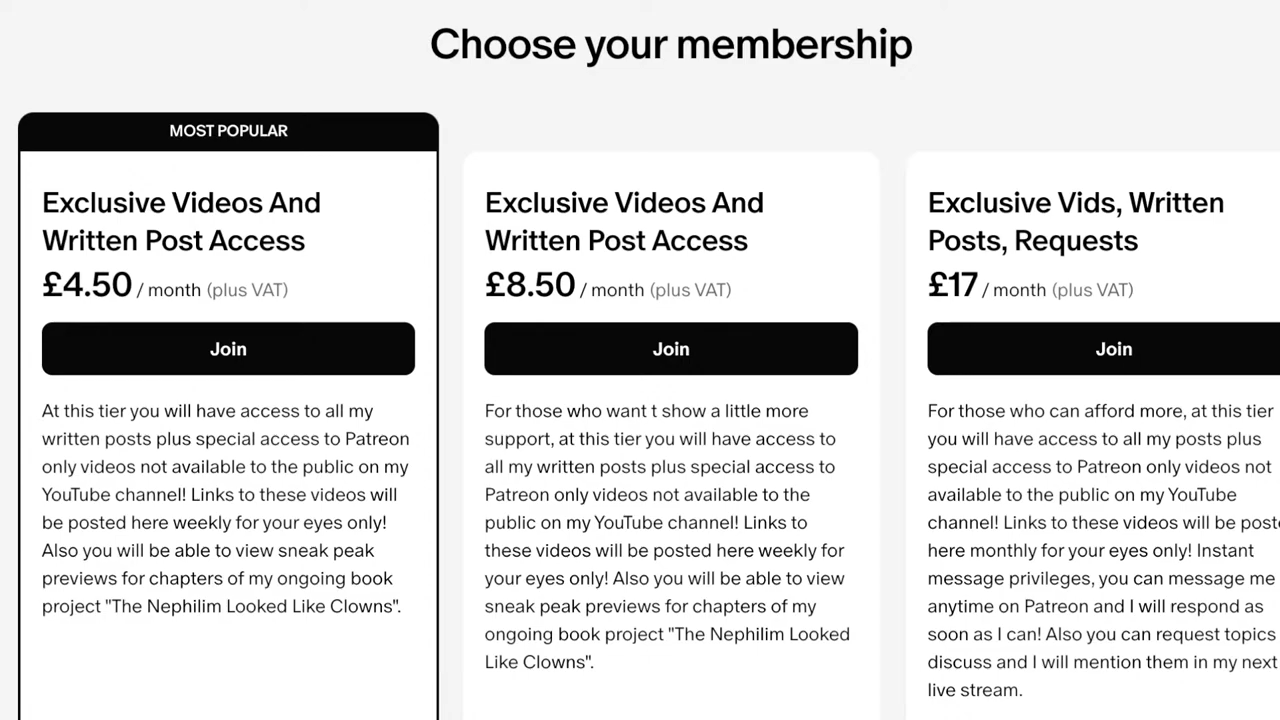 Choose your membership
MOST POPULAR
Exclusive Videos And
Written Post Access
£4.50 / month (plus VAT)
Join
At this tier you will have access to all my
written posts plus special access to Patreon
only videos not available to the public on my
YouTube channel! Links to these videos will
be posted here weekly for your eyes only!
Also you will be able to view sneak peak
previews for chapters of my ongoing book
project "The Nephilim Looked Like Clowns".
Exclusive Videos And
Written Post Access
£8.50 / month (plus VAT)
Join
For those who want t show a little more
support, at this tier you will have access to
all my written posts plus special access to
Patreon only videos not available to the
public on my YouTube channel! Links to
these videos will be posted here weekly for
your eyes only! Also you will be able to view
sneak peak previews for chapters of my
ongoing book project "The Nephilim Looked
Like Clowns".
Exclusive Vids, Written
Posts, Requests
£17 / month (plus VAT)
Join
For those who can afford more, at this tier
you will have access to all my posts plus
special access to Patreon only videos not
available to the public on my YouTube
channel! Links to these videos will be
here monthly for your eyes only! Instant
message privileges, you can message me
anytime on Patreon and I will respond as
soon as I can! Also you can request topics
discuss and I will mention them in my next
live stream.